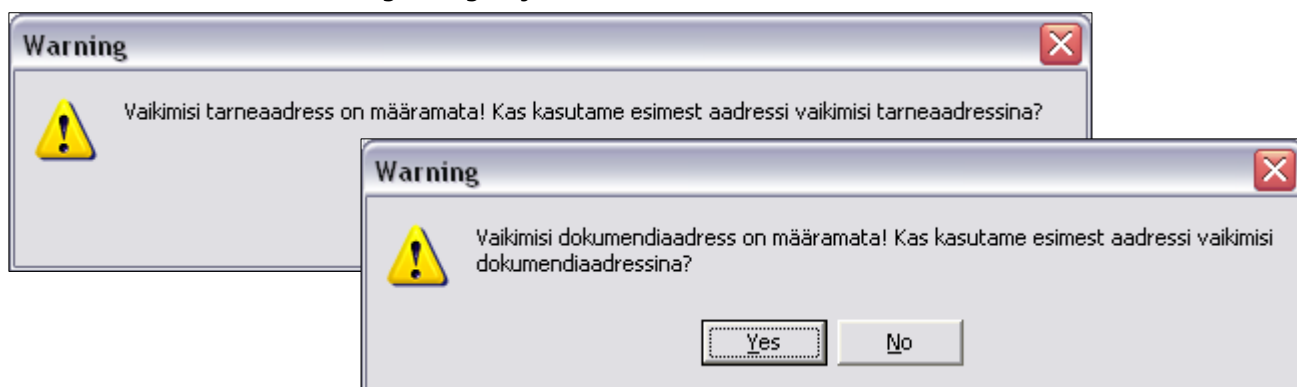 Warning
Vaikimisi tarneaadress on määramata! Kas kasutame esimest aadressi vaikimisi tarneaadressina?
Warning
Vaikimisi dokumendiaadress on määramata! Kas kasutame esimest aadressi vaikimisi
dokumendiaadressina?
Yes
No